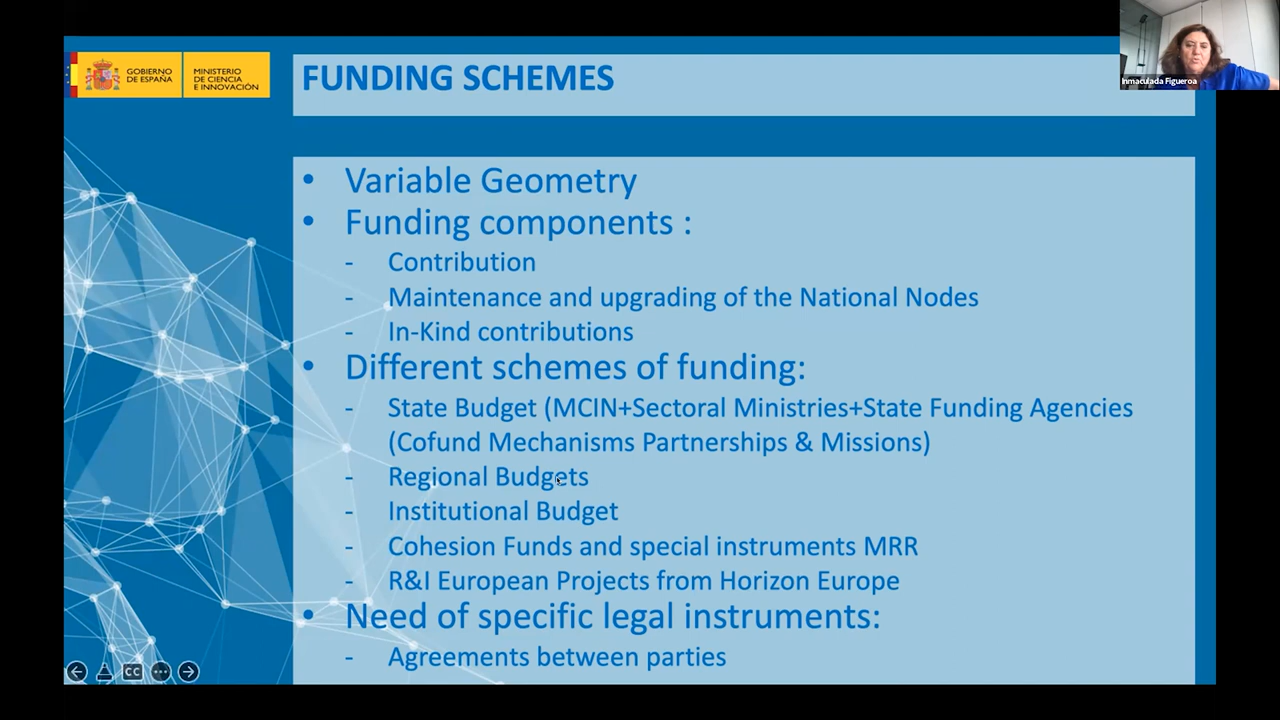 GOBIERNO
DE ESPAÑA
MINISTERIO
DE CIENCIA
E INNOVACIÓN
FUNDING SCHEMES
Inmaculada Figueroa
• Variable Geometry
• Funding components :
- Contribution
- Maintenance and upgrading of the National Nodes
- In-Kind contributions
• Different schemes of funding:
- State Budget (MCIN+Sectoral Ministries+State Funding Agencies
(Cofund Mechanisms Partnerships & Missions)
- Regional Budgets
- Institutional Budget
- Cohesion Funds and special instruments MRR
- R&I European Projects from Horizon Europe
• Need of specific legal instruments:
- Agreements between parties
CC